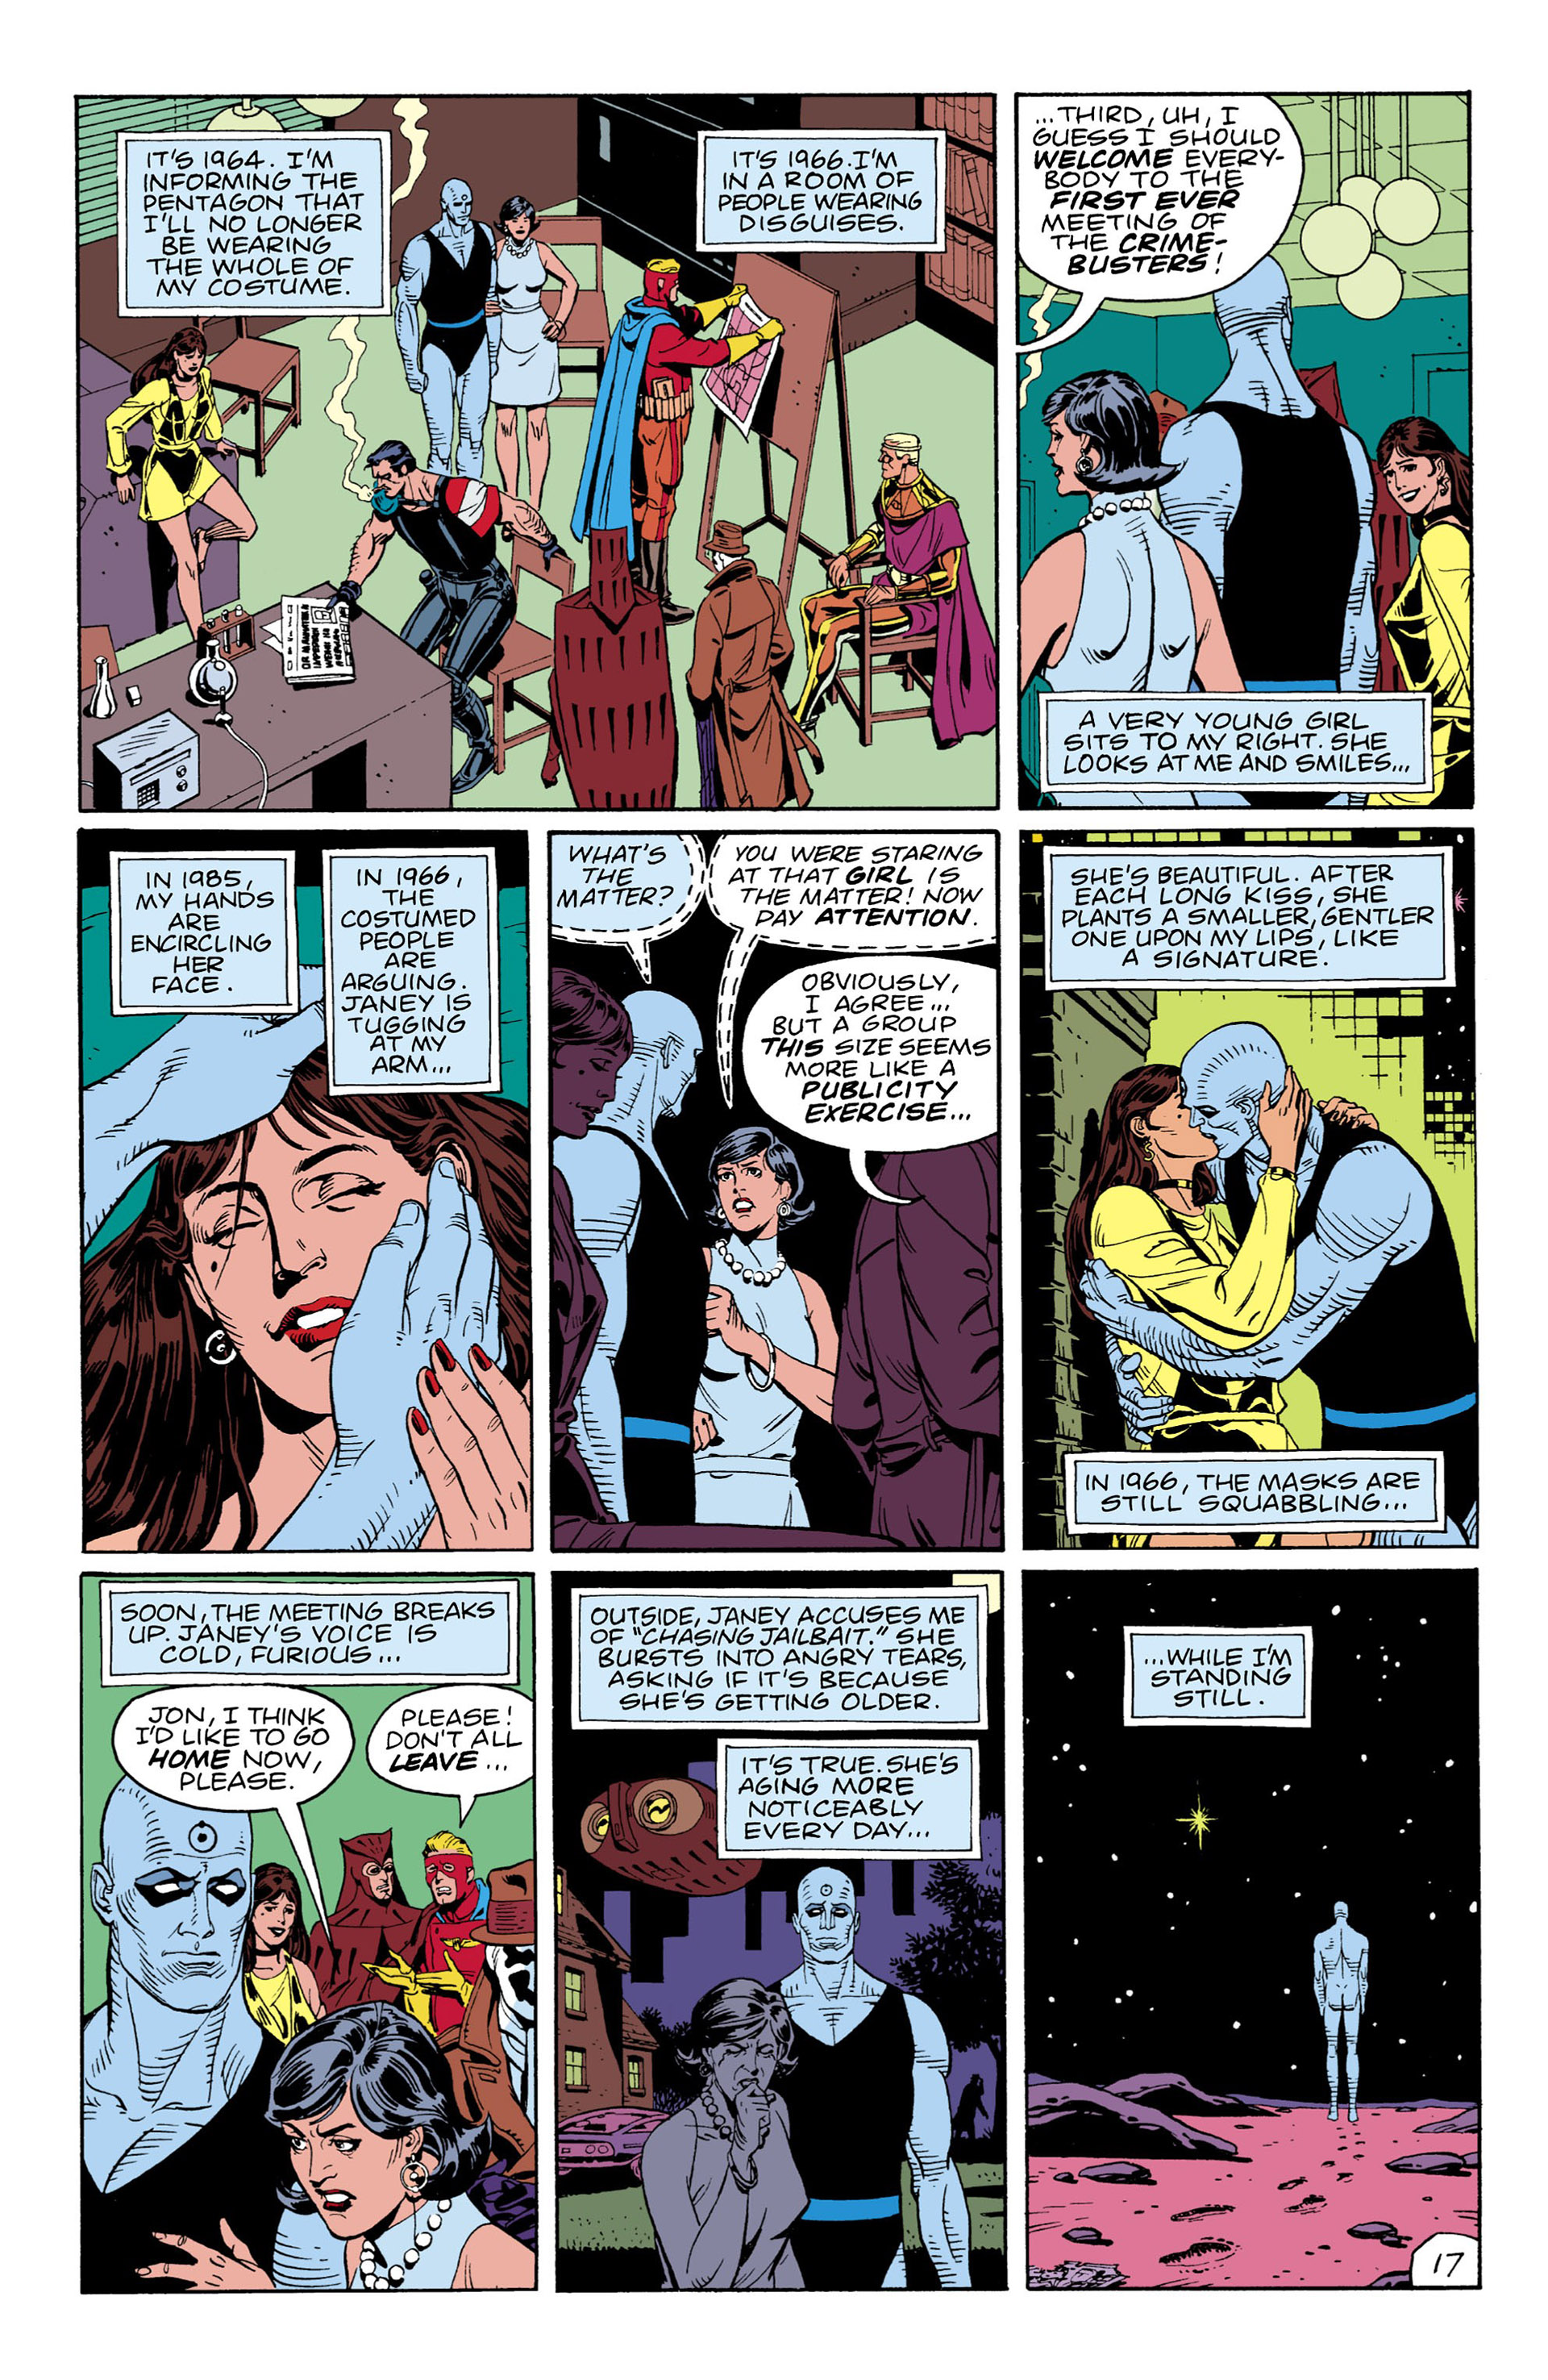 IT'S 1964. I'M
INFORMING THE
PENTAGON THAT
I'LL NO LONGER
BE WEARING
THE WHOLE OF
MY COSTUME.
IT'S 1966. I'M
IN A ROOM OF
PEOPLE WEARING
DISGUISES.
...THIRD, UH, I
GUESS I SHOULD
WELCOME EVERY-
BODY TO THE
FIRST EVER
MEETING OF
THE CRIME-
BUSTERS!
A VERY YOUNG GIRL
SITS TO MY RIGHT. SHE
LOOKS AT ME AND SMILES...
IN 1985,
MY HANDS
ARE
ENCIRCLING
HER
FACE.
IN 1966,
THE
COSTUMED
PEOPLE
ARE
ARGUING.
JANEY IS
TUGGING
AT MY
ARM...
WHAT'S
THE
MATTER?
YOU WERE STARING
AT THAT GIRL IS
THE MATTER! NOW
PAY ATTENTION.
OBVIOUSLY,
I AGREE...
BUT A GROUP
THIS SIZE SEEMS
MORE LIKE A
PUBLICITY
EXERCISE...
SHE'S BEAUTIFUL. AFTER
EACH LONG KISS, SHE
PLANTS A SMALLER, GENTLER
ONE UPON MY LIPS, LIKE
A SIGNATURE.
IN 1966, THE MASKS ARE
STILL SQUABBLING...
SOON, THE MEETING BREAKS
UP. JANEY'S VOICE IS
COLD, FURIOUS...
JON, I THINK
I'D LIKE TO GO
HOME NOW,
PLEASE.
PLEASE!
DON'T ALL
LEAVE...
OUTSIDE, JANEY ACCUSES ME
OF "CHASING JAILBAIT." SHE
BURSTS INTO ANGRY TEARS,
ASKING IF IT'S BECAUSE
SHE'S GETTING OLDER.
IT'S TRUE. SHE'S
AGING MORE
NOTICEABLY
EVERY DAY...
...WHILE I'M
STANDING
STILL.
17